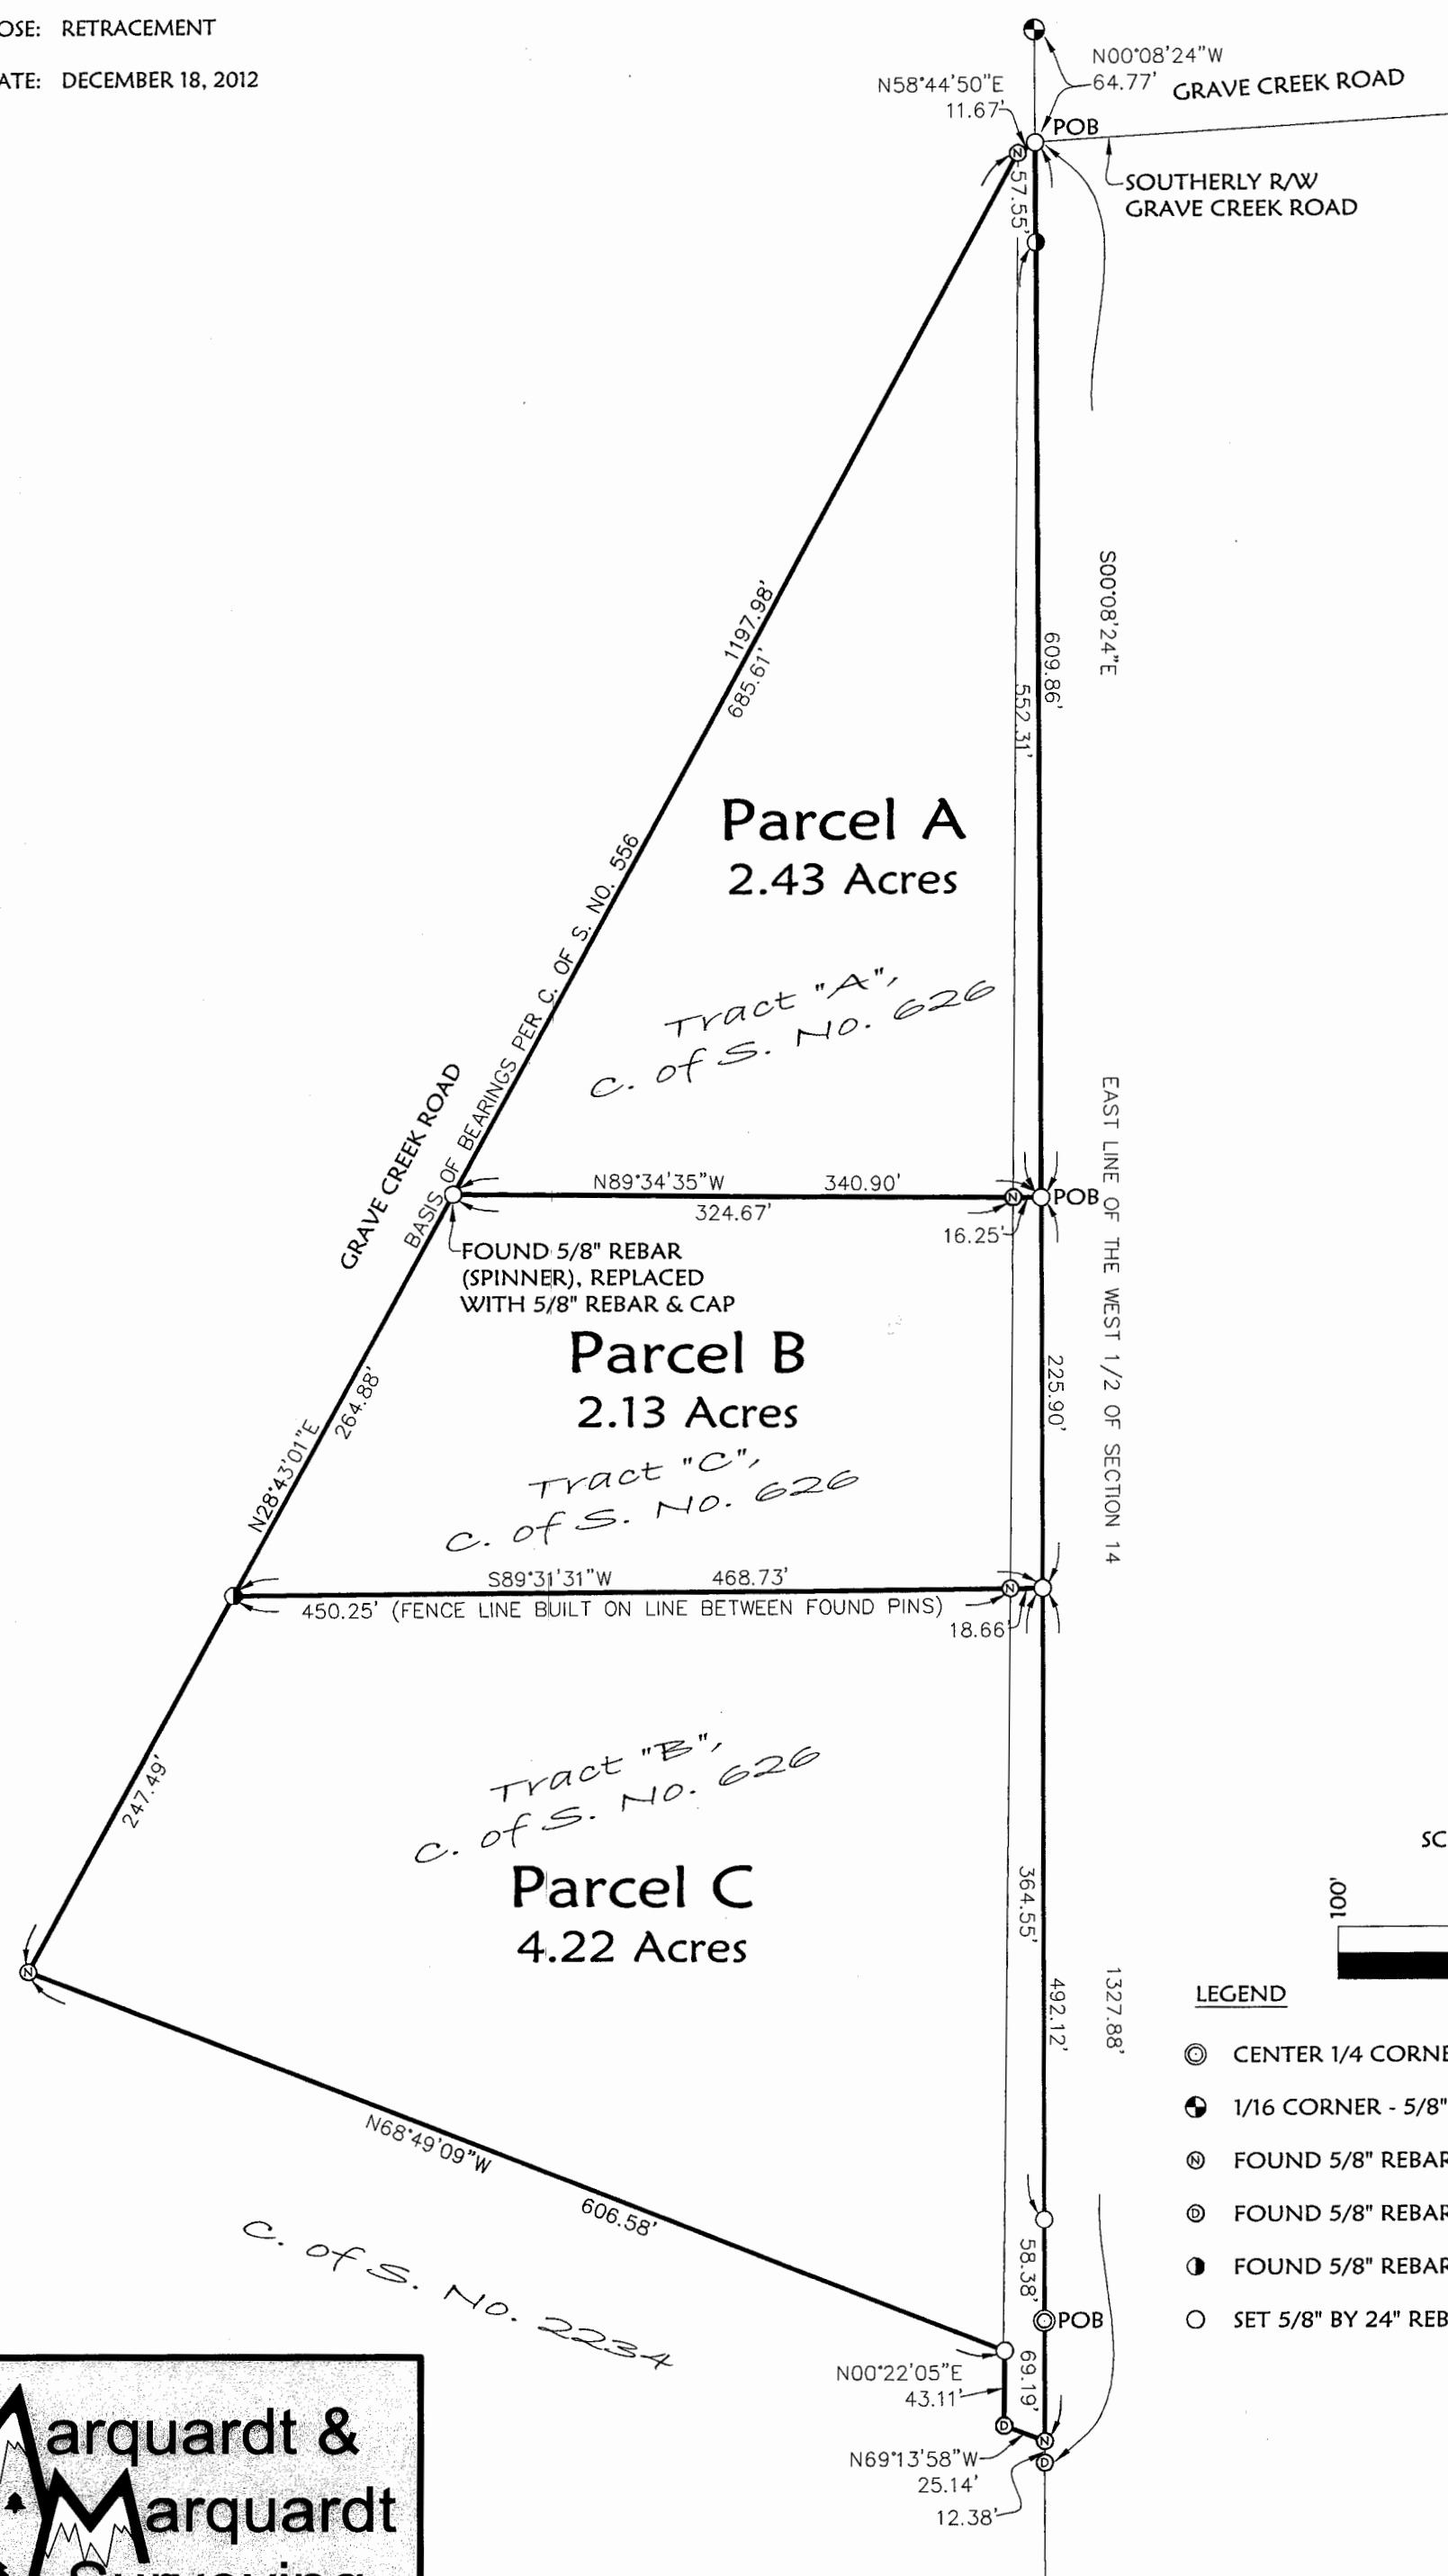 OSE: RETRACEMENT
ATE: DECEMBER 18, 2012
N00°08'24"W
64.77'
GRAVE CREEK ROAD
N58°44'50"E
11.67'
POB
57.55'
SOUTHERLY R/W
GRAVE CREEK ROAD
S00°08'24"E
609.86'
552.31'
1197.98'
685.61'
Parcel A
2.43 Acres
BASIS OF BEARINGS PER C. OF S. NO. 556
Tract "A",
C. of S. No. 626
GRAVE CREEK ROAD
EAST LINE OF THE WEST 1/2 OF SECTION 14
N89°34'35"W 340.90'
324.67'
16.25'
POB
FOUND 5/8" REBAR
(SPINNER), REPLACED
WITH 5/8" REBAR & CAP
Parcel B
2.13 Acres
225.90'
264.88'
N28°43'01"E
Tract "C",
C. of S. No. 626
S89°31'31"W 468.73'
450.25' (FENCE LINE BUILT ON LINE BETWEEN FOUND PINS)
18.66'
247.49'
Tract "B",
C. of S. No. 626
Parcel C
4.22 Acres
364.55'
492.12'
1327.88'
SC
100'
LEGEND
CENTER 1/4 CORNE
1/16 CORNER - 5/8"
N FOUND 5/8" REBAR
D FOUND 5/8" REBAR
FOUND 5/8" REBAR
SET 5/8" BY 24" REB
N68°49'09"W
606.58'
C. of S. No. 2234
58.38'
POB
69.19'
N00°22'05"E
43.11'
N69°13'58"W
25.14'
12.38'
Marquardt &
Marquardt
Surveying